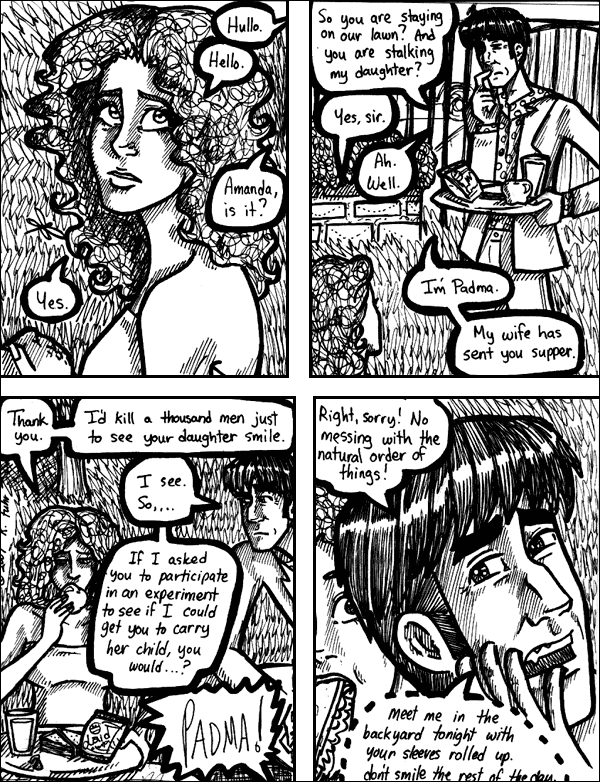 Hullo.
Hello.
Amanda,
is it?
Yes.
So you are staying
on our lawn? And
you are stalking
my daughter?
Yes, sir.
Ah.
Well.
I'm Padma.
My wife has
sent you supper.
Thank
you.
I'd kill a thousand men just
to see your daughter smile.
I see.
So,...
If I asked
you to participate
in an experiment
to see if I could
get you to carry
her child, you
would....?
PADMA!
Right, sorry! No
messing with the
natural order of
things!
meet me in the
backyard tonight with
your sleeves rolled up.
dont smile the rest of the day.